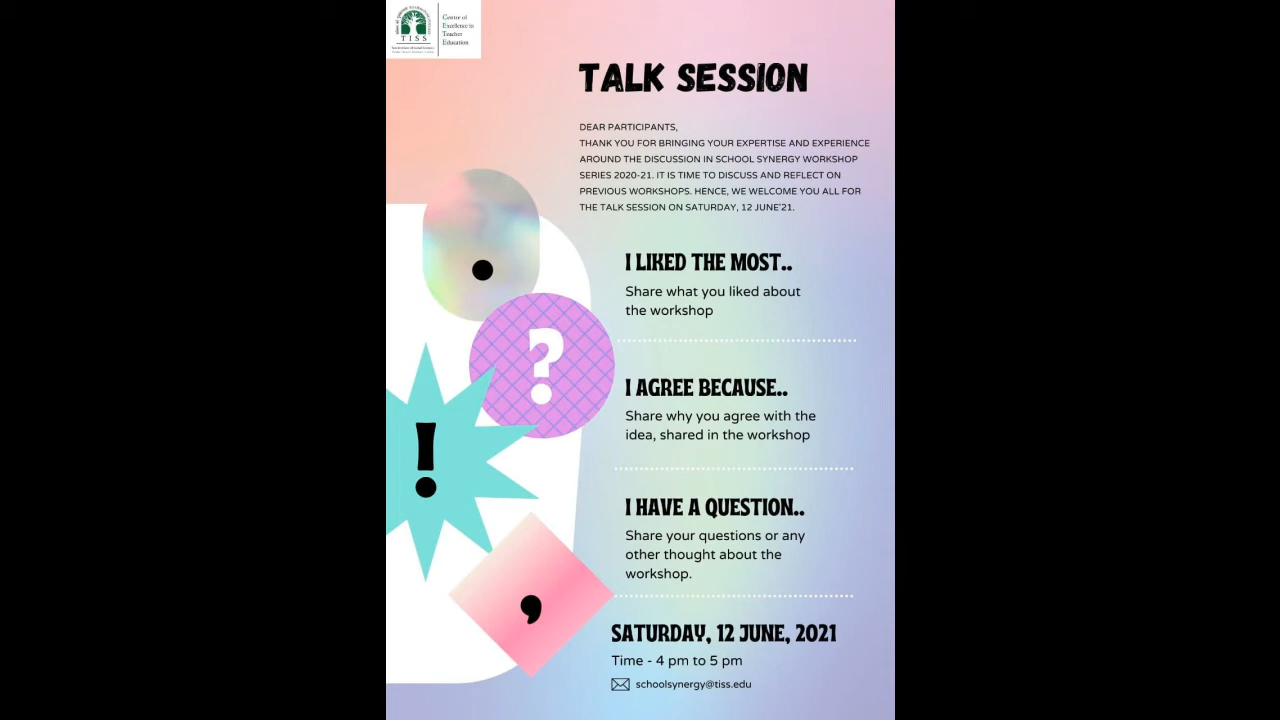 TISS
Centre of
Excellence in
Teacher
Education
TALK SESSION
DEAR PARTICIPANTS,
THANK YOU FOR BRINGING YOUR EXPERTISE AND EXPERIENCE
AROUND THE DISCUSSION IN SCHOOL SYNERGY WORKSHOP
SERIES 2020-21. IT IS TIME TO DISCUSS AND REFLECT ON
PREVIOUS WORKSHOPS. HENCE, WE WELCOME YOU ALL FOR
THE TALK SESSION ON SATURDAY, 12 JUNE'21.
I LIKED THE MOST..
Share what you liked about
the workshop
.
?
I AGREE BECAUSE..
Share why you agree with the
idea, shared in the workshop
!
I HAVE A QUESTION..
Share your questions or any
other thought about the
workshop.
,
SATURDAY, 12 JUNE, 2021
Time - 4 pm to 5 pm
schoolsynergy@tiss.edu